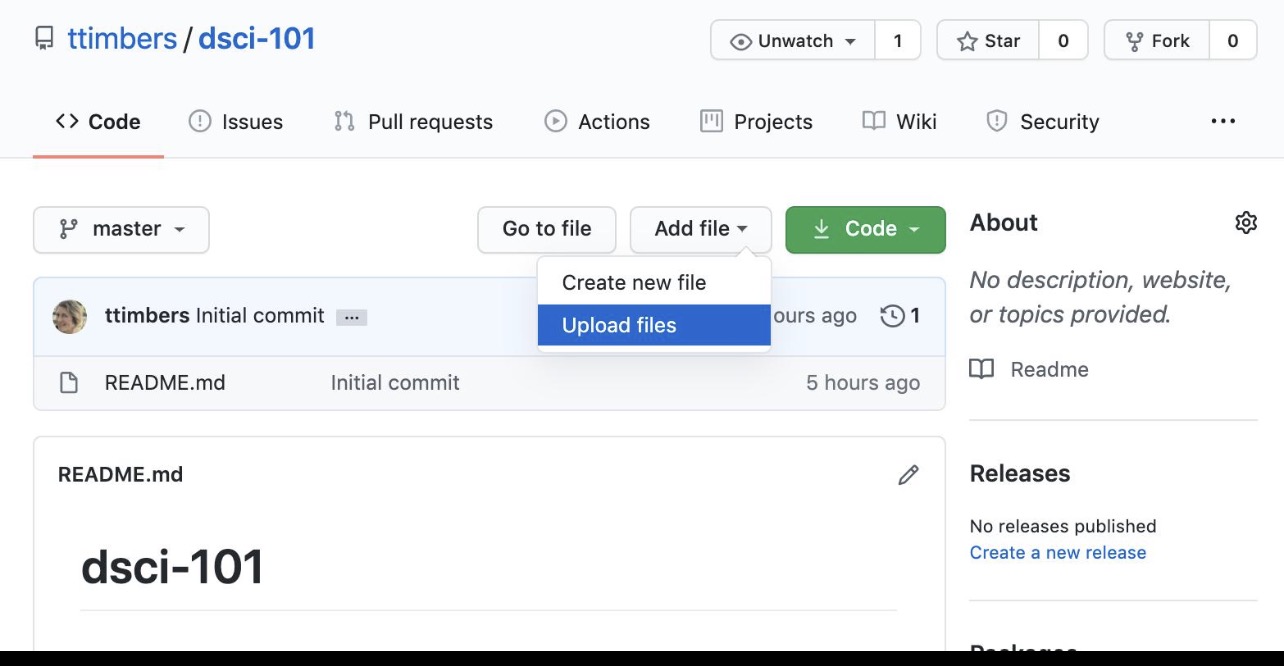 ttimbers / dsci-101
Unwatch 1 Star 0 Fork 0
Code Issues Pull requests Actions Projects Wiki Security ...
master Go to file Add file Code
Create new file
Upload files
ttimbers Initial commit ... ours ago 1
README.md Initial commit 5 hours ago
README.md
dsci-101
About
No description, website,
or topics provided.
Readme
Releases
No releases published
Create a new release
Packages